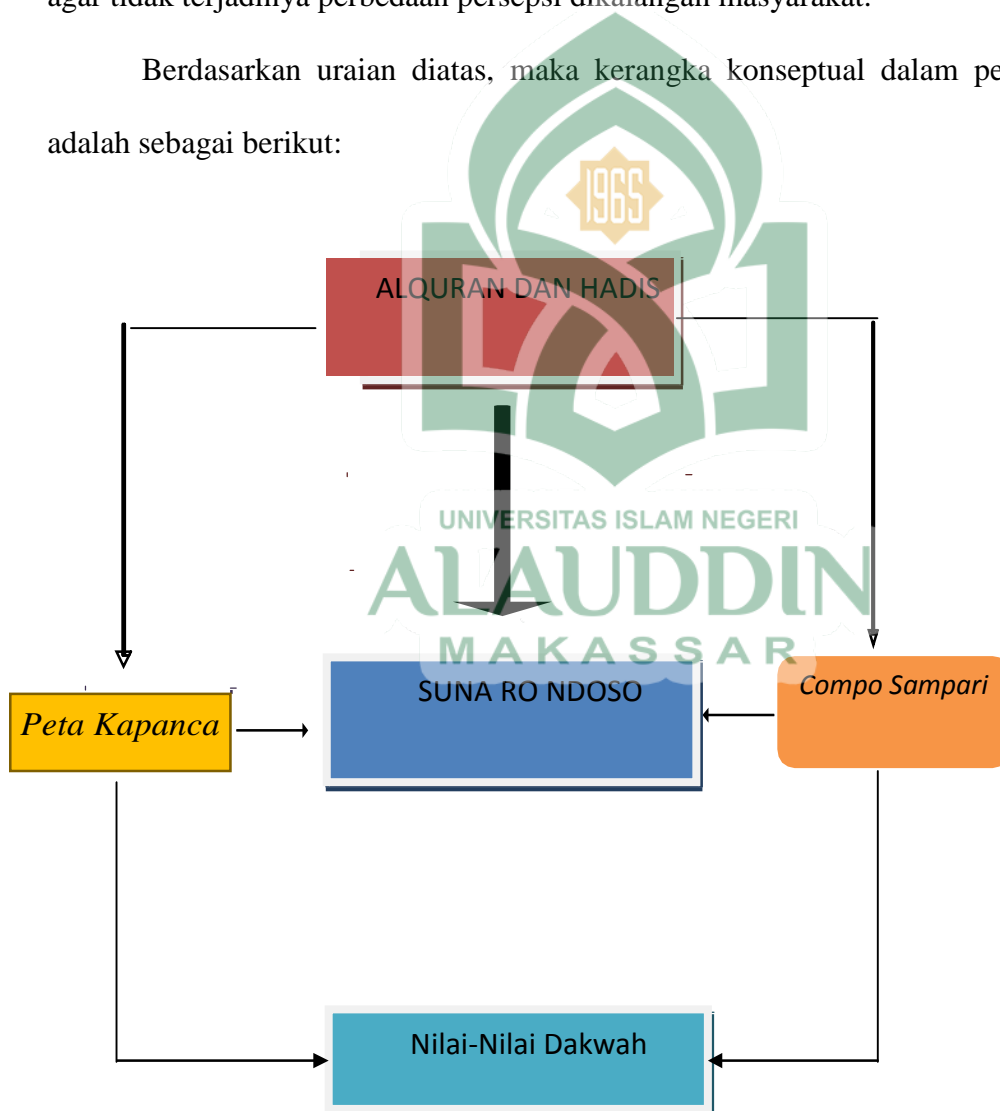 agar tidak terjadinya perbedaan persepsi dikalangan masyarakat.
Berdasarkan uraian diatas, maka kerangka konseptual dalam pe
adalah sebagai berikut:
1965
ALQURAN DAN HADIS
UNIVERSITAS ISLAM NEGERI
ALAUDDIN
MAKASSAR
Peta Kapanca
SUNA RO NDOSO
Compo Sampari
Nilai-Nilai Dakwah